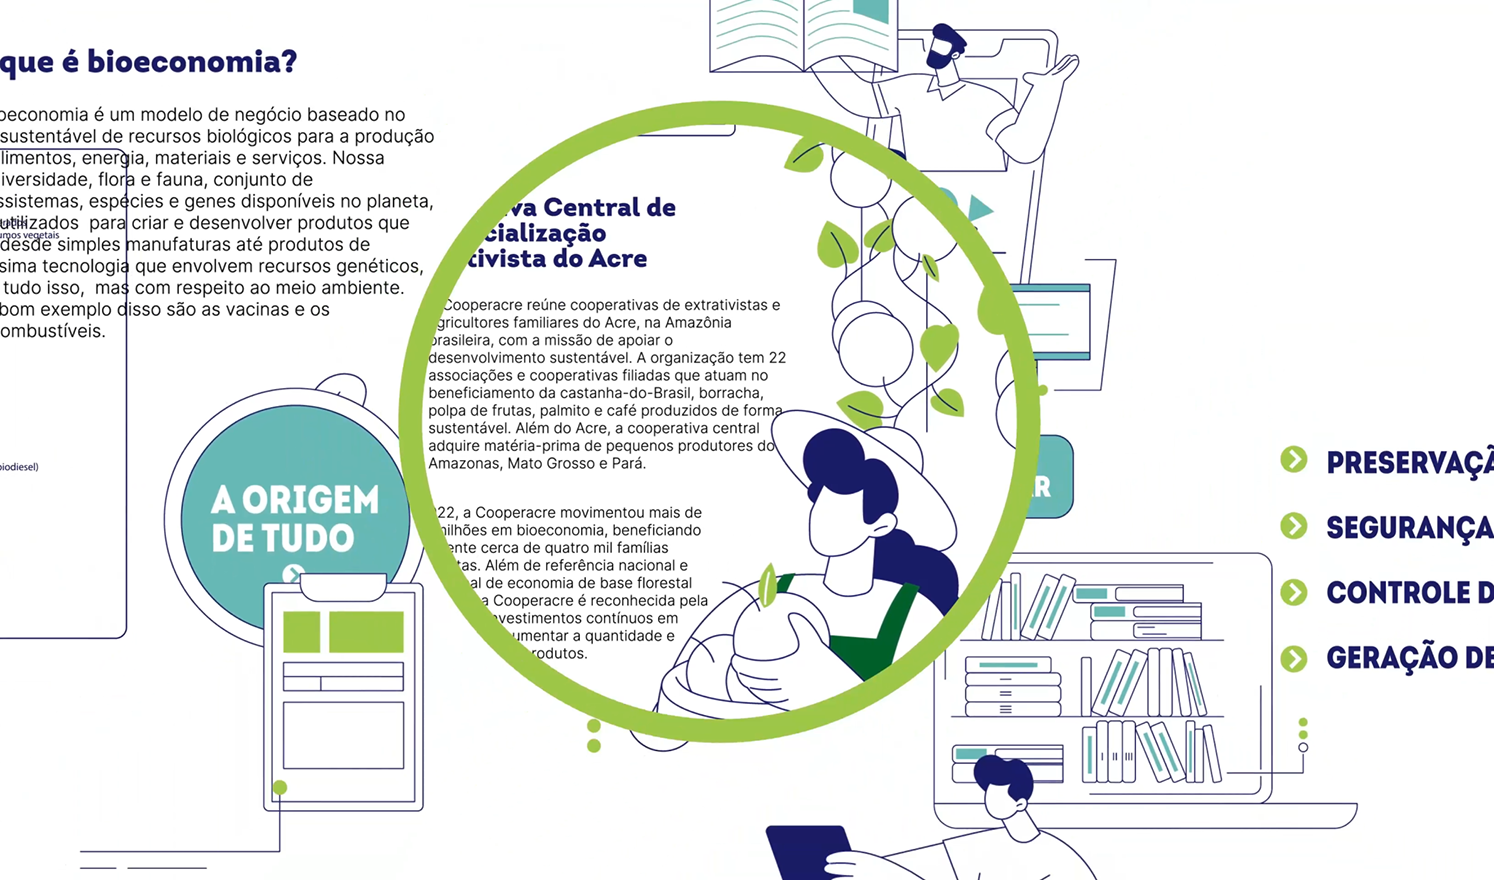 que é bioeconomia?
oeconomia é um modelo de negócio baseado no
sustentável de recursos biológicos para a produção
limentos, energia, materiais e serviços. Nossa
iversidade, flora e fauna, conjunto de
ssistemas, espécies e genes disponíveis no planeta,
utilizados para criar e desenvolver produtos que
desde simples manufaturas até produtos de
sima tecnologia que envolvem recursos genéticos,
tudo isso, mas com respeito ao meio ambiente.
bom exemplo disso são as vacinas e os
ombustíveis.
umos vegetais
biodiesel)
A ORIGEM
DE TUDO
va Central de
cialização
tivista do Acre
Cooperacre reúne cooperativas de extrativistas e
gricultores familiares do Acre, na Amazônia
brasileira, com a missão de apoiar o
desenvolvimento sustentável. A organização tem 22
associações e cooperativas filiadas que atuam no
beneficiamento da castanha-do-Brasil, borracha,
polpa de frutas, palmito e café produzidos de forma
sustentável. Além do Acre, a cooperativa central
adquire matéria-prima de pequenos produtores do
Amazonas, Mato Grosso e Pará.
22, a Cooperacre movimentou mais de
milhões em bioeconomia, beneficiando
ente cerca de quatro mil famílias
tas. Além de referência nacional e
al de economia de base florestal
a Cooperacre é reconhecida pela
nvestimentos contínuos em
umentar a quantidade e
rodutos.
AR
PRESERVAÇÃ
SEGURANÇA
CONTROLE D
GERAÇÃO DE